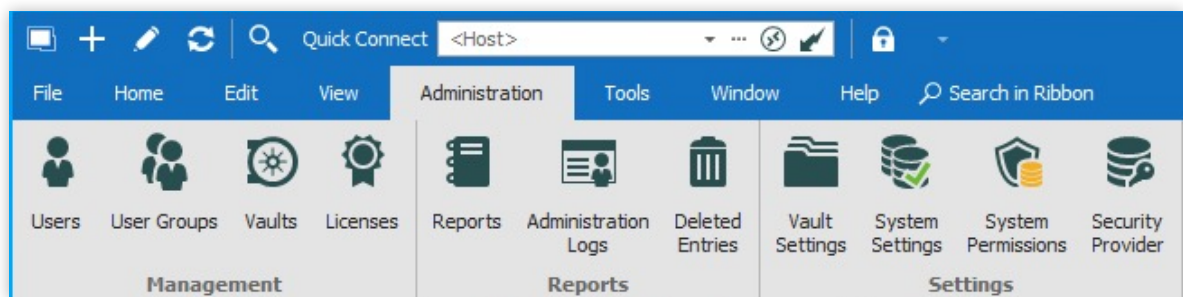 Quick Connect <Host>
File Home Edit View Administration Tools Window Help Search in Ribbon
Users User Groups Vaults Licenses Reports Administration Logs Deleted Entries Vault Settings System Settings System Permissions Security Provider
Management Reports Settings